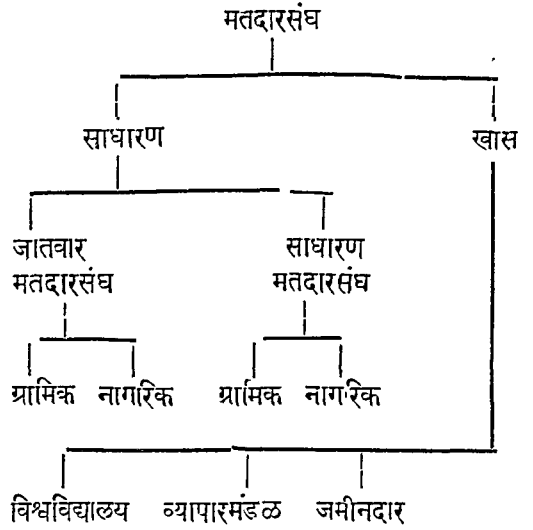 मतदारसंघ
साधारण खास
जातवार साधारण
मतदारसंघ मतदारसंघ
ग्रामिक नागरिक ग्रामिक नागरिक
विश्वविद्यालय व्यापारमंडळ जमीनदार